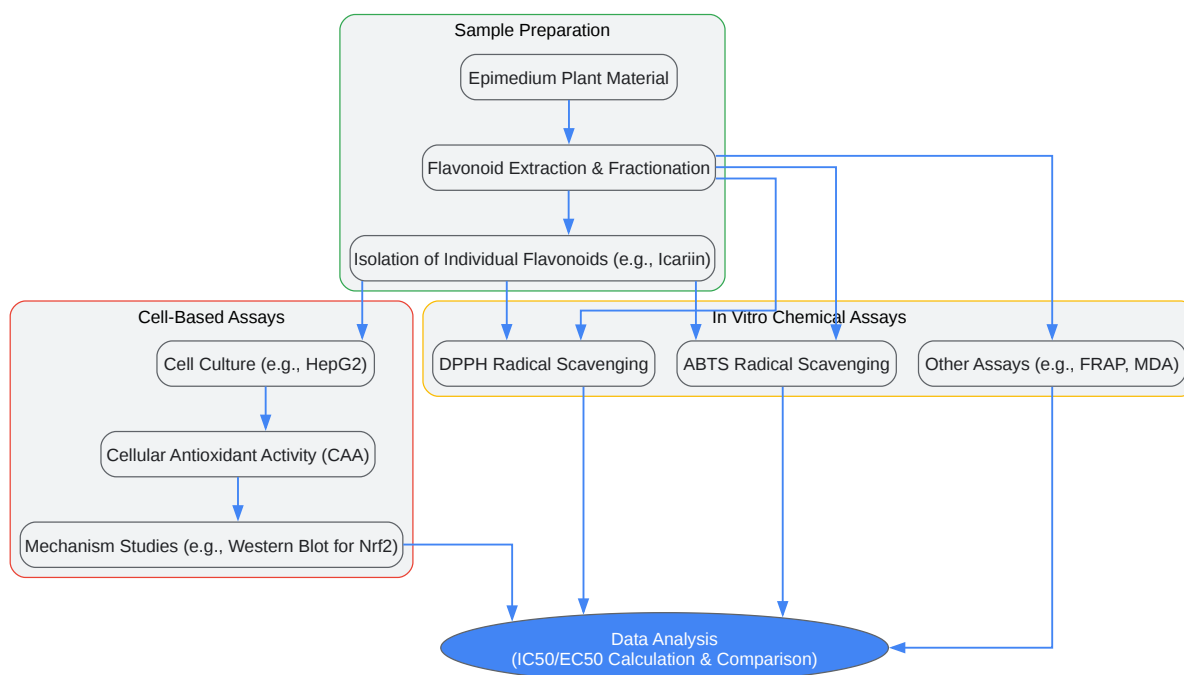 Sample Preparation
Epimedium Plant Material
Flavonoid Extraction & Fractionation
Isolation of Individual Flavonoids (e.g., Icariin)
Cell-Based Assays
In Vitro Chemical Assays
Cell Culture (e.g., HepG2)
DPPH Radical Scavenging
ABTS Radical Scavenging
Other Assays (e.g., FRAP, MDA)
Cellular Antioxidant Activity (CAA)
Mechanism Studies (e.g., Western Blot for Nrf2)
Data Analysis
(IC50/EC50 Calculation & Comparison)